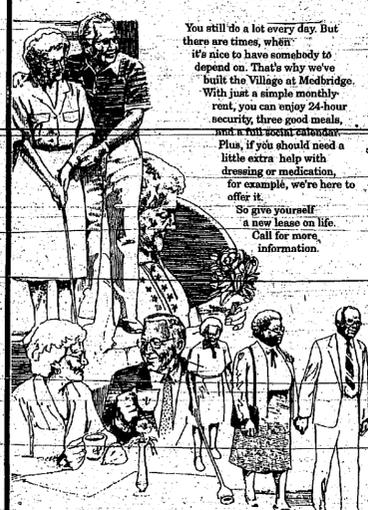 You still do a lot every day. But
there are times, when
it's nice to have somebody to
depend on. That's why we've
built the Village at Medbridge.
With just a simple monthly
rent, you can enjoy 24-hour
security, three good meals,
and a full social calendar.
Plus, if you should need a
little extra help with
dressing or medication,
for example, we're here to
offer it.
So give yourself
a new lease on life.
Call for more
information.